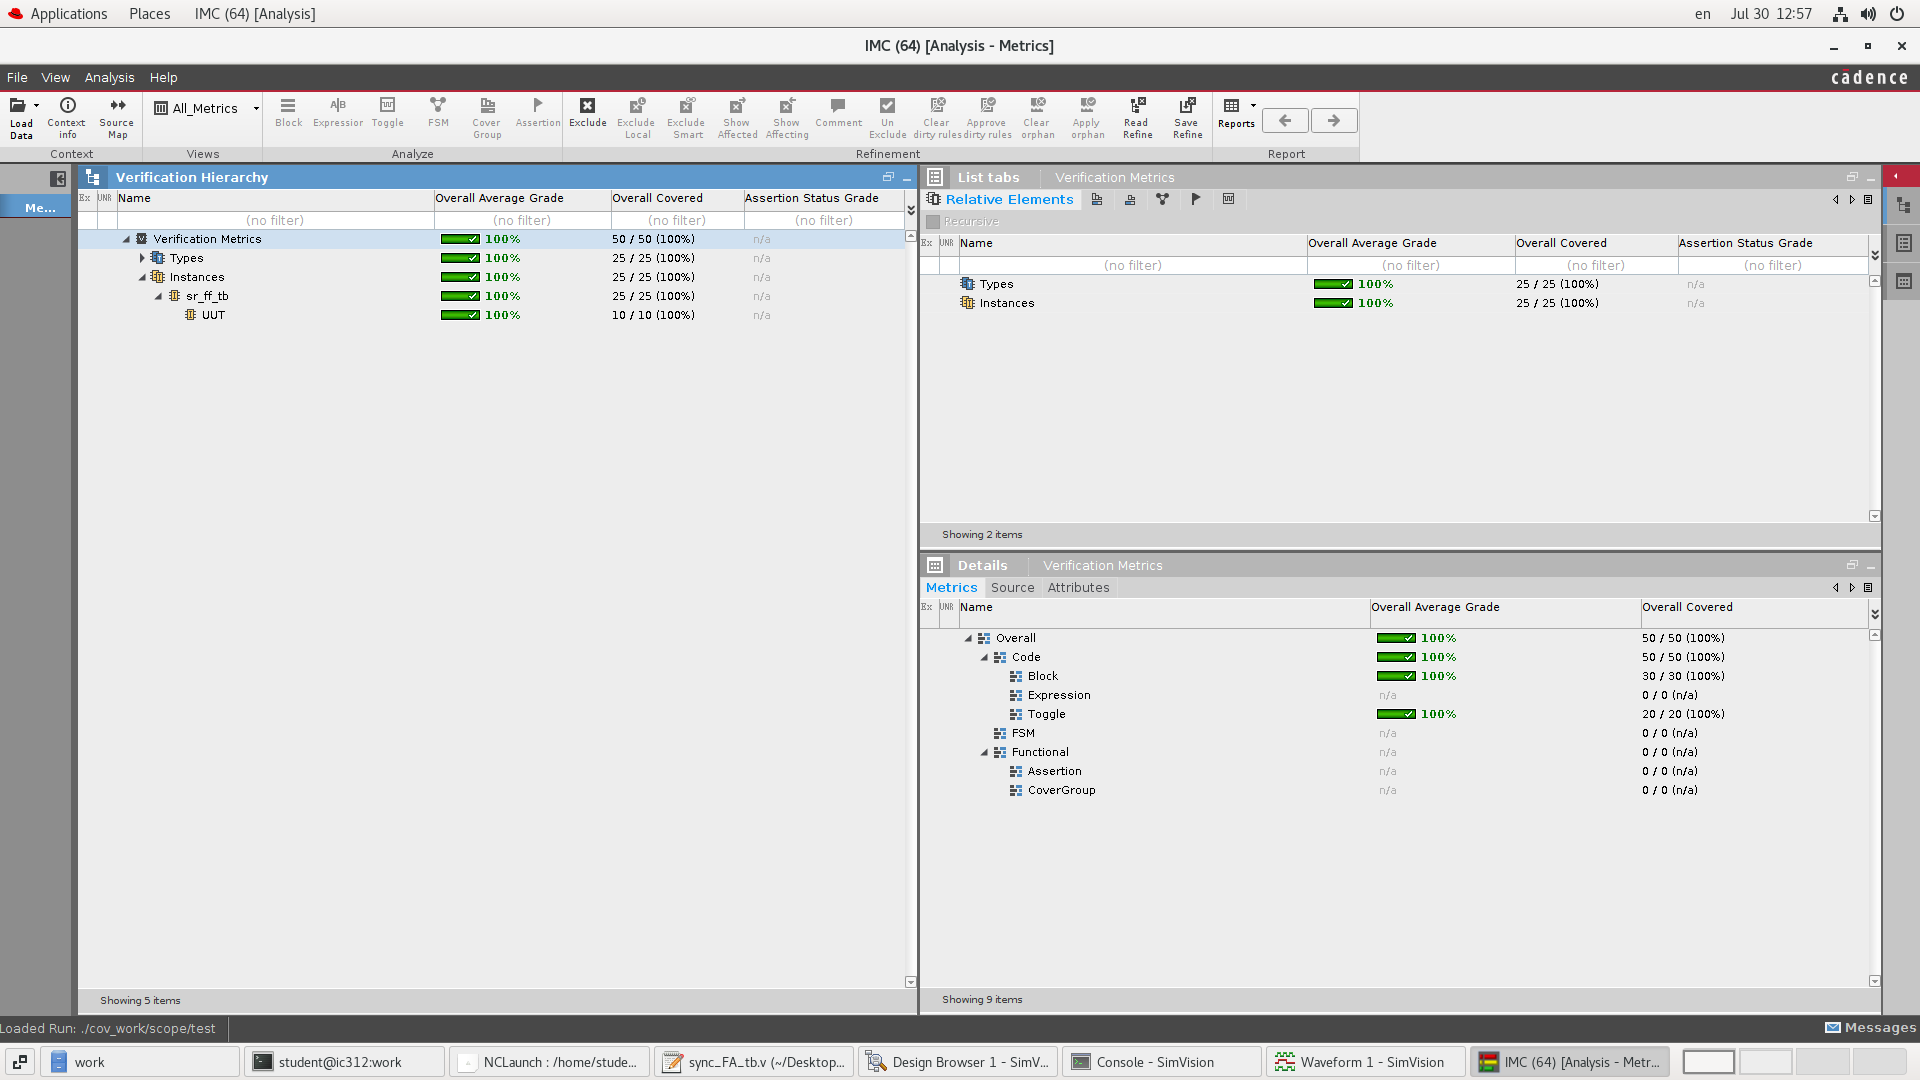 Applications Places IMC (64) [Analysis] en Jul 30 12:57
IMC (64) [Analysis - Metrics]
File View Analysis Help cādence
Load Data Context info Source Map All_Metrics Block Expression Toggle FSM Cover Group Assertion Exclude Exclude Local Exclude Smart Show Affected Show Affecting Comment Un Exclude Clear dirty rules Approve dirty rules Clear orphan Apply orphan Read Refine Save Refine Reports
Context Views Analyze Refinement Report
Me...
Verification Hierarchy
Ex UNR Name Overall Average Grade Overall Covered Assertion Status Grade
(no filter) (no filter) (no filter) (no filter)
Verification Metrics 100% 50 / 50 (100%) n/a
Types 100% 25 / 25 (100%) n/a
Instances 100% 25 / 25 (100%) n/a
sr_ff_tb 100% 25 / 25 (100%) n/a
UUT 100% 10 / 10 (100%) n/a
Showing 5 items
List tabs Verification Metrics
Relative Elements
Recursive
Ex UNR Name Overall Average Grade Overall Covered Assertion Status Grade
(no filter) (no filter) (no filter) (no filter)
Types 100% 25 / 25 (100%) n/a
Instances 100% 25 / 25 (100%) n/a
Showing 2 items
Details Verification Metrics
Metrics Source Attributes
Ex UNR Name Overall Average Grade Overall Covered
Overall 100% 50 / 50 (100%)
Code 100% 50 / 50 (100%)
Block 100% 30 / 30 (100%)
Expression n/a 0 / 0 (n/a)
Toggle 100% 20 / 20 (100%)
FSM n/a 0 / 0 (n/a)
Functional n/a 0 / 0 (n/a)
Assertion n/a 0 / 0 (n/a)
CoverGroup n/a 0 / 0 (n/a)
Showing 9 items
Loaded Run: ./cov_work/scope/test Messages
work student@ic312:work NCLaunch : /home/stude... sync_FA_tb.v (~/Desktop... Design Browser 1 - SimV... Console - SimVision Waveform 1 - SimVision IMC (64) [Analysis - Metr...